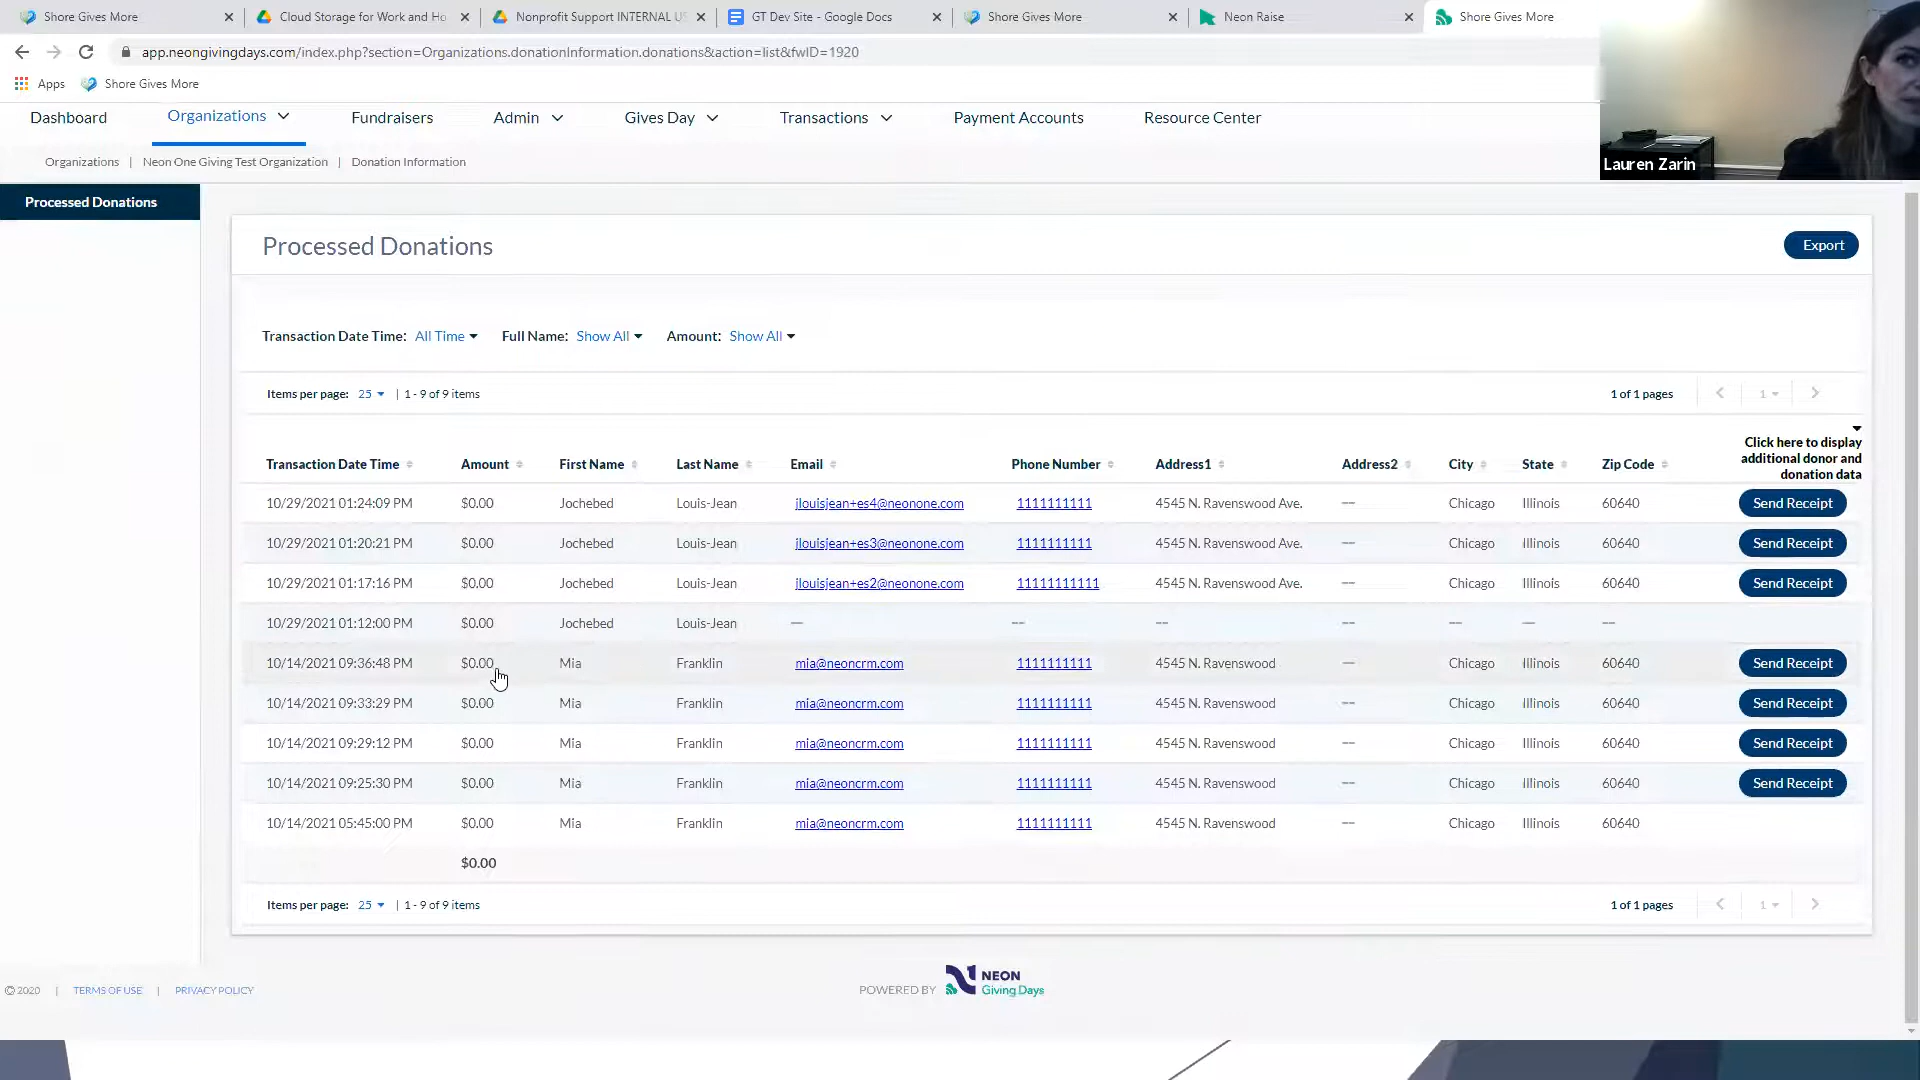 Shore Gives More
Cloud Storage for Work and Ho
Nonprofit Support INTERNAL U
GT Dev Site - Google Docs
Shore Gives More
Neon Raise
Shore Gives More
app.neongivingdays.com/index.php?section=Organizations.donationInformation.donations&action=list&fwID=1920
Apps Shore Gives More
Dashboard Organizations Fundraisers Admin Gives Day Transactions Payment Accounts Resource Center
Organizations | Neon One Giving Test Organization | Donation Information
Lauren Zarin
Processed Donations
Processed Donations Export
Transaction Date Time: All Time Full Name: Show All Amount: Show All
Items per page: 25 | 1 - 9 of 9 items 1 of 1 pages 1
Click here to display
additional donor and
donation data
Transaction Date Time Amount First Name Last Name Email Phone Number Address1 Address2 City State Zip Code
10/29/2021 01:24:09 PM $0.00 Jochebed Louis-Jean jlouisjean+es4@neonone.com 1111111111 4545 N. Ravenswood Ave. -- Chicago Illinois 60640 Send Receipt
10/29/2021 01:20:21 PM $0.00 Jochebed Louis-Jean jlouisjean+es3@neonone.com 1111111111 4545 N. Ravenswood Ave. -- Chicago Illinois 60640 Send Receipt
10/29/2021 01:17:16 PM $0.00 Jochebed Louis-Jean jlouisjean+es2@neonone.com 11111111111 4545 N. Ravenswood Ave. -- Chicago Illinois 60640 Send Receipt
10/29/2021 01:12:00 PM $0.00 Jochebed Louis-Jean -- -- -- -- -- -- --
10/14/2021 09:36:48 PM $0.00 Mia Franklin mia@neoncrm.com 1111111111 4545 N. Ravenswood -- Chicago Illinois 60640 Send Receipt
10/14/2021 09:33:29 PM $0.00 Mia Franklin mia@neoncrm.com 1111111111 4545 N. Ravenswood -- Chicago Illinois 60640 Send Receipt
10/14/2021 09:29:12 PM $0.00 Mia Franklin mia@neoncrm.com 1111111111 4545 N. Ravenswood -- Chicago Illinois 60640 Send Receipt
10/14/2021 09:25:30 PM $0.00 Mia Franklin mia@neoncrm.com 1111111111 4545 N. Ravenswood -- Chicago Illinois 60640 Send Receipt
10/14/2021 05:45:00 PM $0.00 Mia Franklin mia@neoncrm.com 1111111111 4545 N. Ravenswood -- Chicago Illinois 60640
$0.00
Items per page: 25 | 1 - 9 of 9 items 1 of 1 pages 1
© 2020 | TERMS OF USE | PRIVACY POLICY
POWERED BY NEON
Giving Days